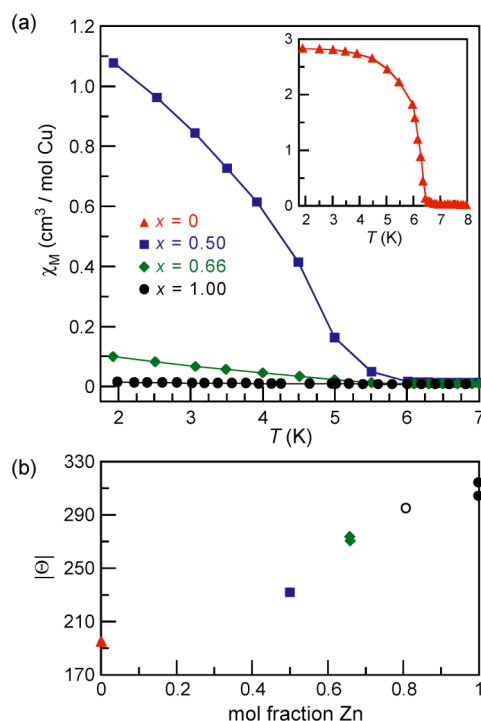 (a)
χM (cm³ / mol Cu)
1.2
1.0
0.8
0.6
0.4
0.2
0
3
2
1
0
2 3 4 5 6 7 8
T (K)
x = 0
x = 0.50
x = 0.66
x = 1.00
2 3 4 5 6 7
T (K)
(b)
|Θ|
330
290
250
210
170
0 0.2 0.4 0.6 0.8 1
mol fraction Zn